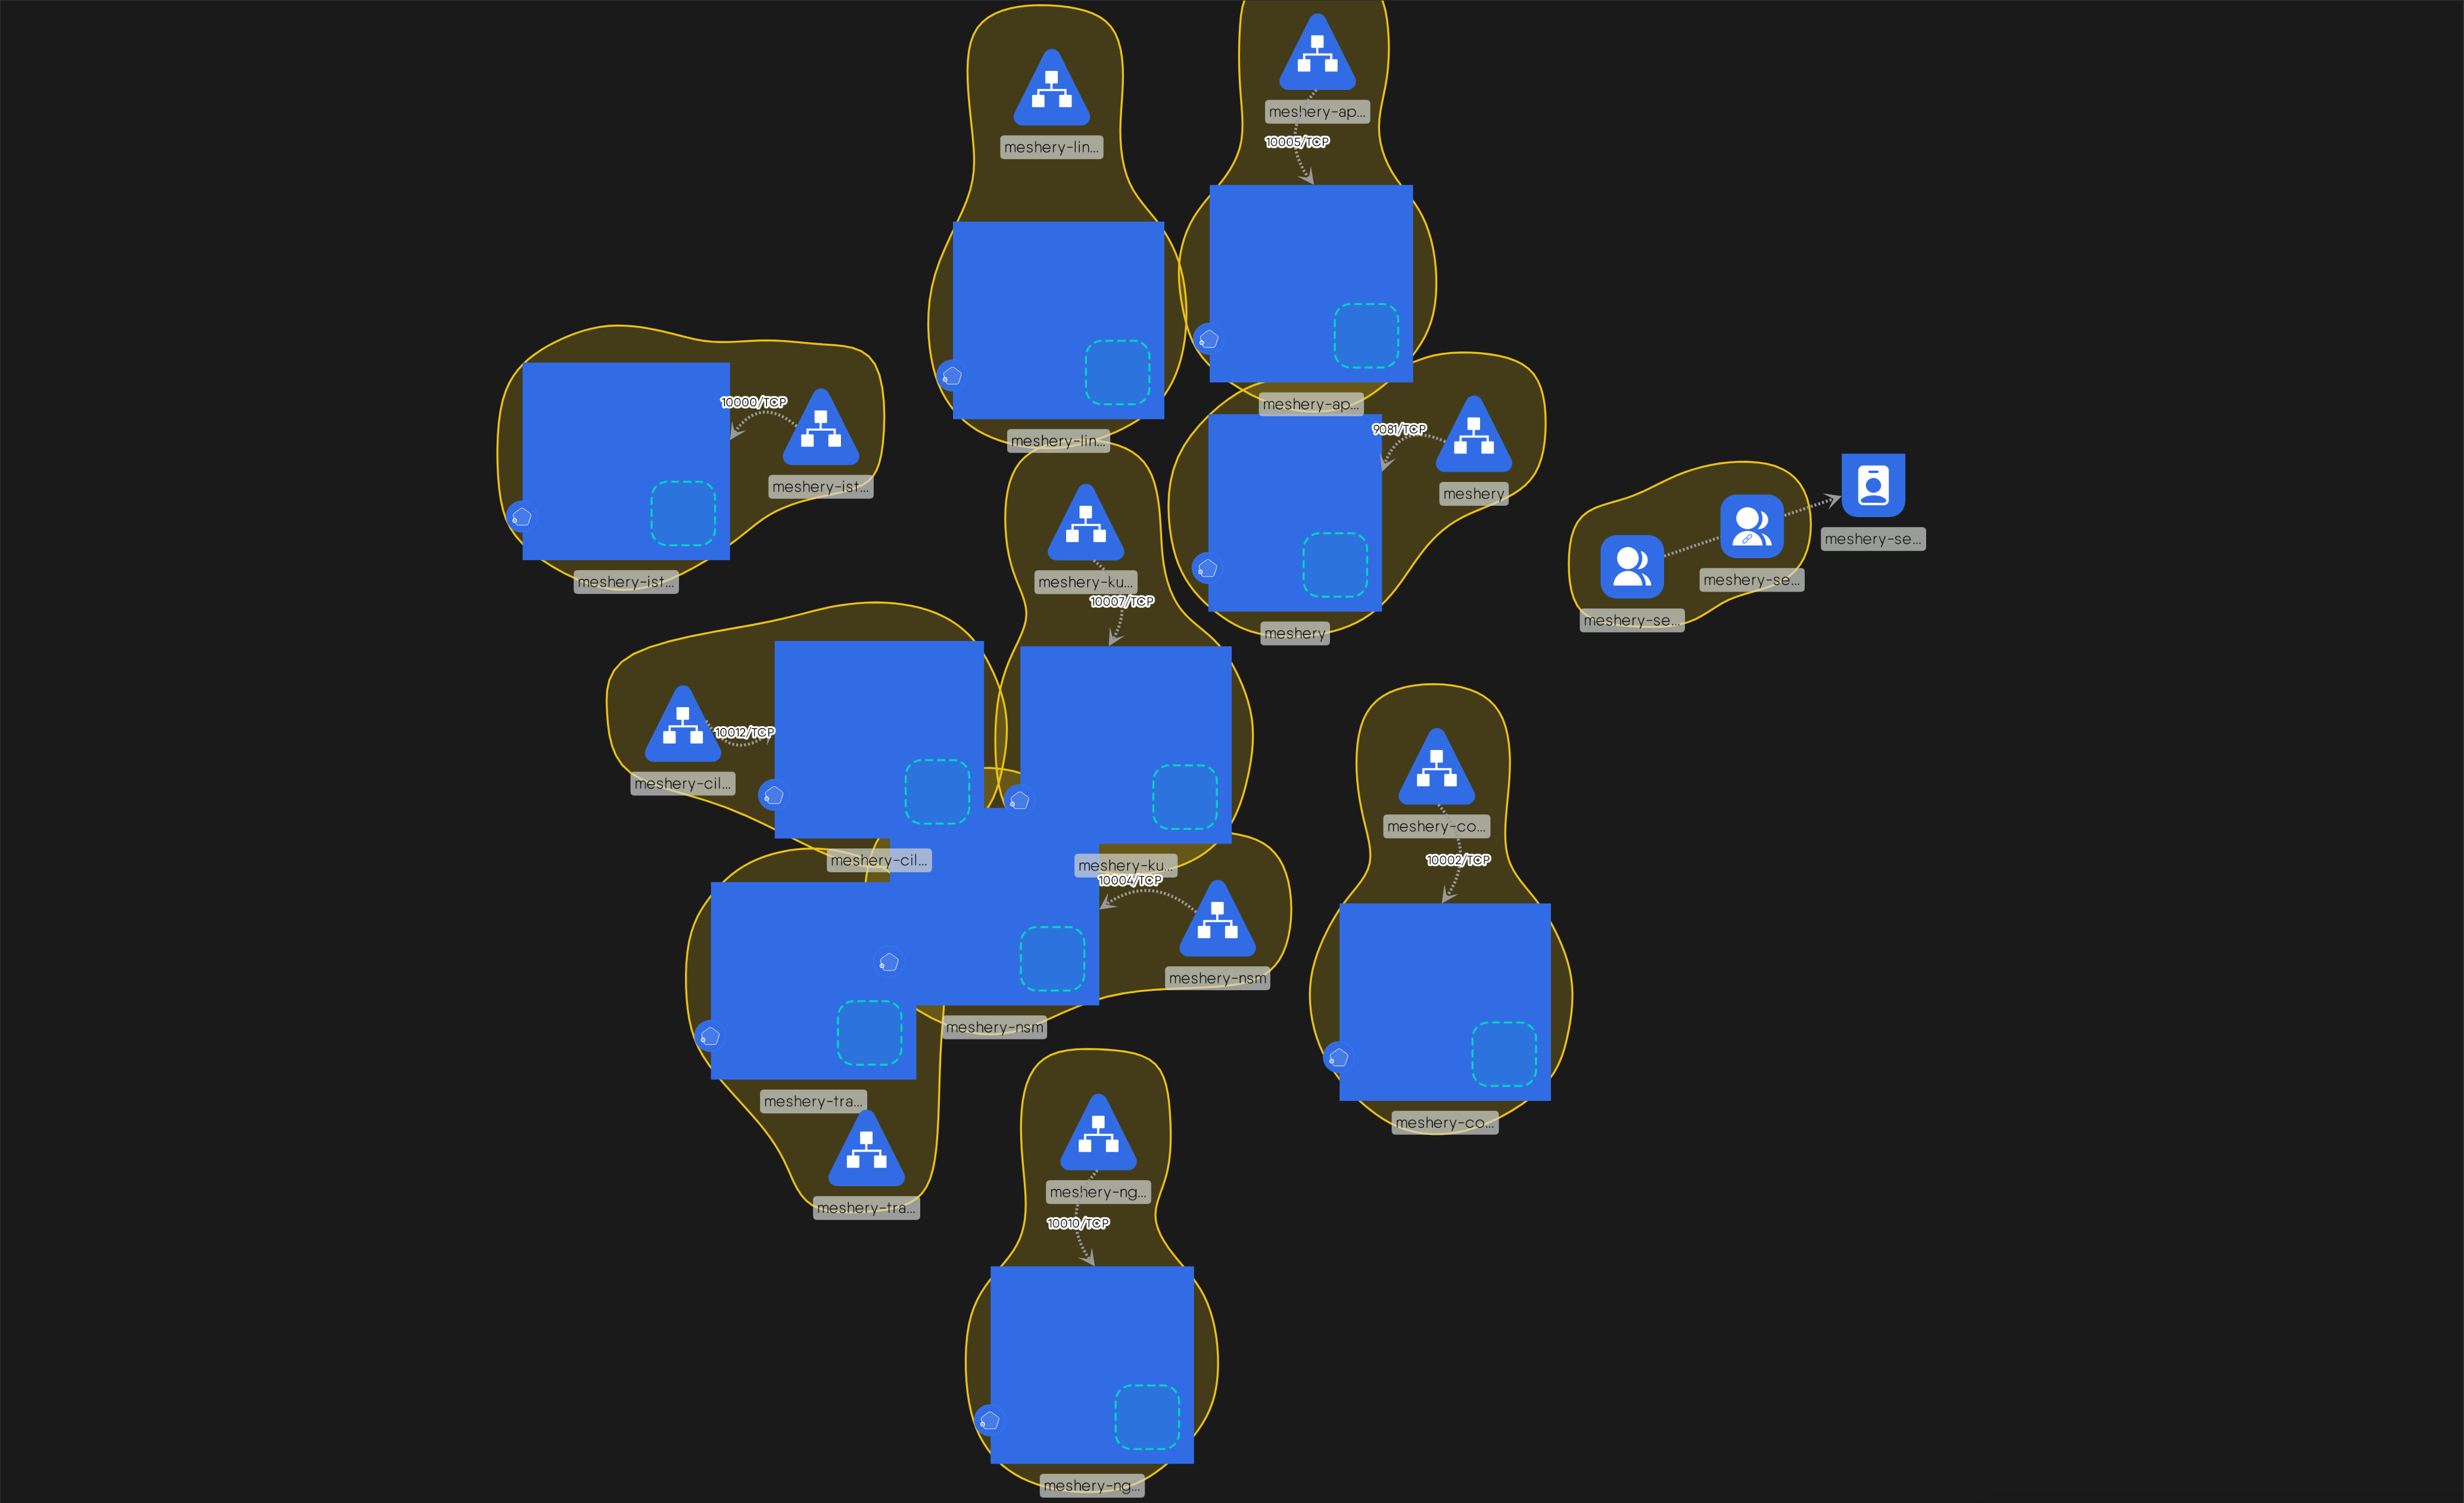 meshery-ap...
10005/TCP
meshery-lin...
meshery-ap...
meshery-lin...
10000/TCP
meshery-ist...
meshery-ist...
9081/TCP
meshery
meshery
meshery-se...
meshery-se...
meshery-se...
meshery-ku...
10007/TCP
10012/TCP
meshery-cil...
meshery-cil...
meshery-ku...
10004/TCP
meshery-nsm
meshery-nsm
meshery-co...
10002/TCP
meshery-co...
meshery-tra...
meshery-tra...
meshery-ng...
10010/TCP
meshery-ng...